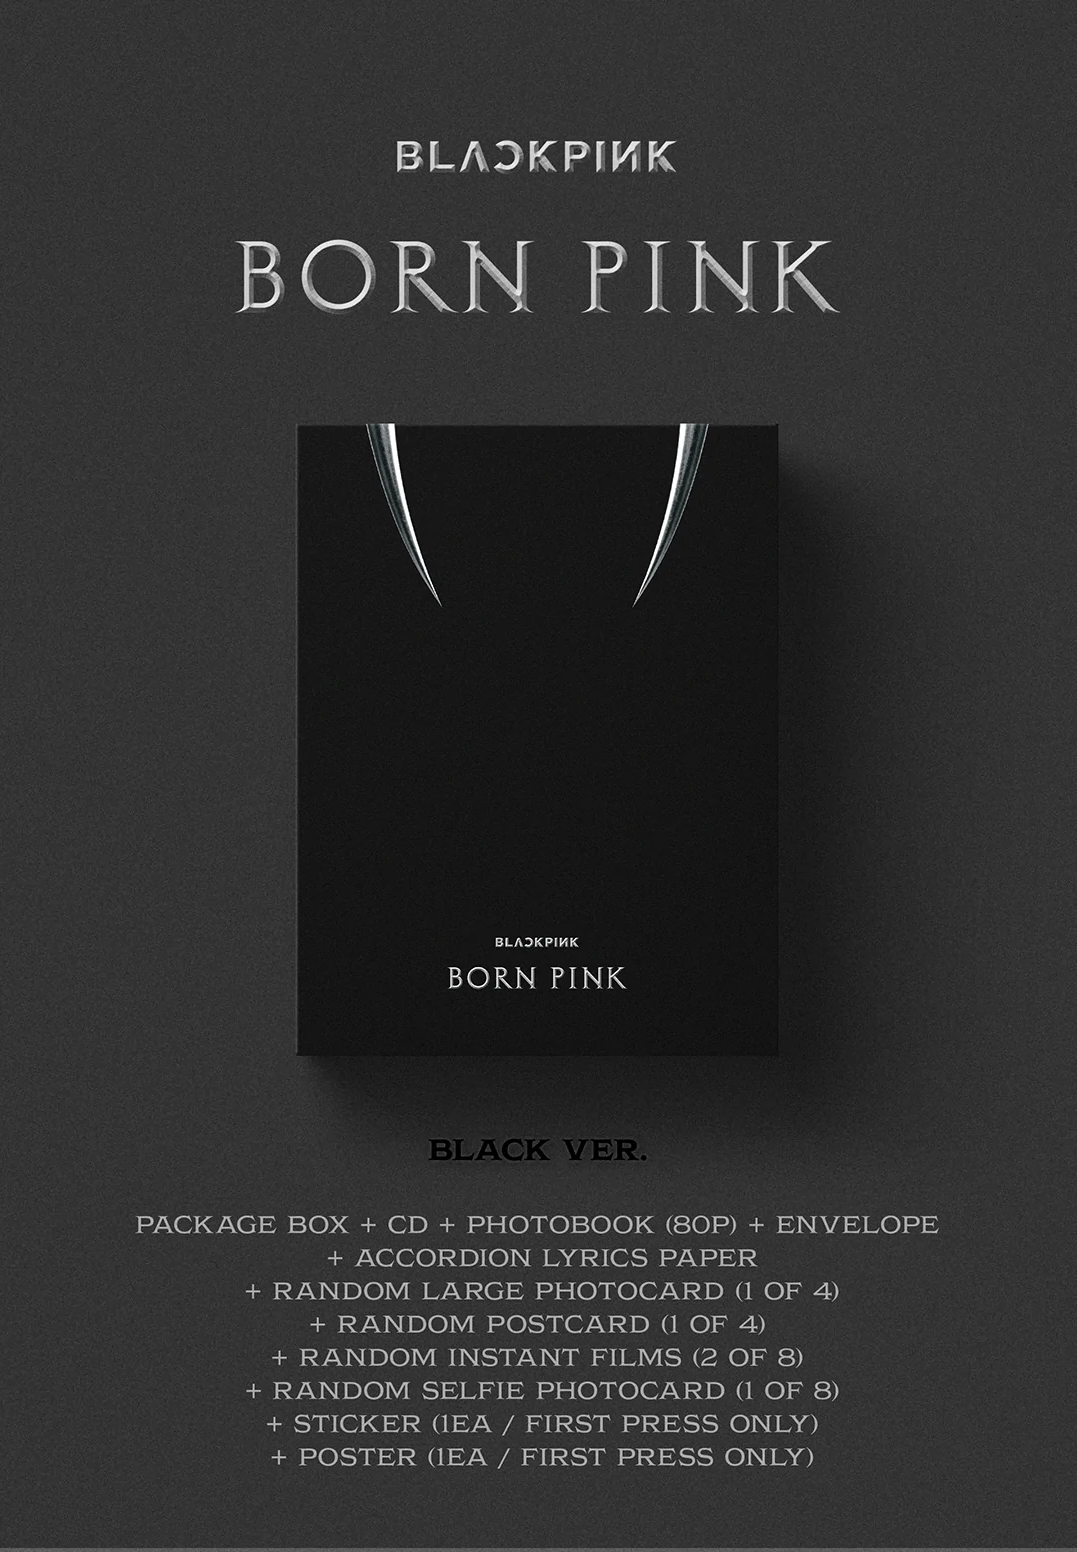 BLACKPINK
BORN PINK
BLACKPINK
BORN PINK
BLACK VER.
PACKAGE BOX + CD + PHOTOBOOK (80P) + ENVELOPE
+ ACCORDION LYRICS PAPER
+ RANDOM LARGE PHOTOCARD (1 OF 4)
+ RANDOM POSTCARD (1 OF 4)
+ RANDOM INSTANT FILMS (2 OF 8)
+ RANDOM SELFIE PHOTOCARD (1 OF 8)
+ STICKER (1EA / FIRST PRESS ONLY)
+ POSTER (1EA / FIRST PRESS ONLY)